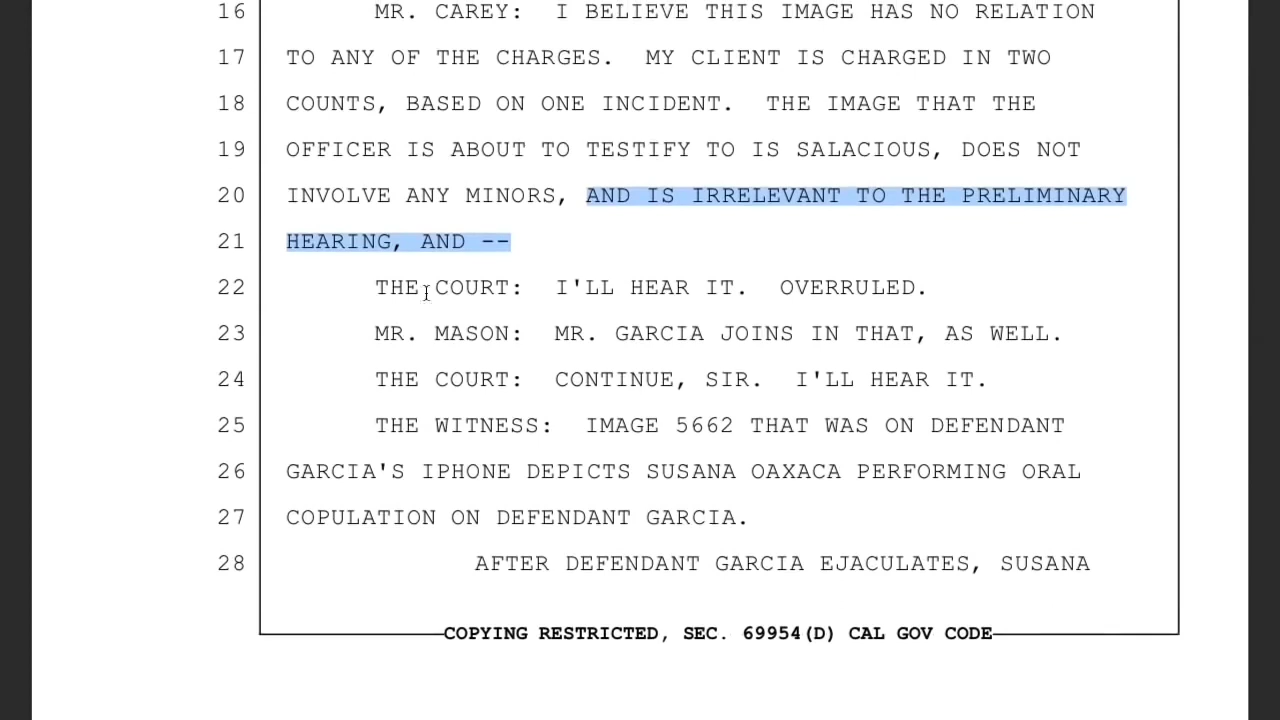 16 MR. CAREY: I BELIEVE THIS IMAGE HAS NO RELATION
17 TO ANY OF THE CHARGES. MY CLIENT IS CHARGED IN TWO
18 COUNTS, BASED ON ONE INCIDENT. THE IMAGE THAT THE
19 OFFICER IS ABOUT TO TESTIFY TO IS SALACIOUS, DOES NOT
20 INVOLVE ANY MINORS, AND IS IRRELEVANT TO THE PRELIMINARY
21 HEARING, AND --
22 THE COURT: I'LL HEAR IT. OVERRULED.
23 MR. MASON: MR. GARCIA JOINS IN THAT, AS WELL.
24 THE COURT: CONTINUE, SIR. I'LL HEAR IT.
25 THE WITNESS: IMAGE 5662 THAT WAS ON DEFENDANT
26 GARCIA'S IPHONE DEPICTS SUSANA OAXACA PERFORMING ORAL
27 COPULATION ON DEFENDANT GARCIA.
28 AFTER DEFENDANT GARCIA EJACULATES, SUSANA
COPYING RESTRICTED, SEC. 69954(D) CAL GOV CODE